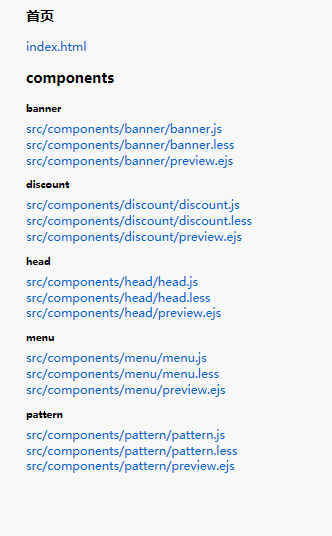 首页
index.html
components
banner
src/components/banner/banner.js
src/components/banner/banner.less
src/components/banner/preview.ejs
discount
src/components/discount/discount.js
src/components/discount/discount.less
src/components/discount/preview.ejs
head
src/components/head/head.js
src/components/head/head.less
src/components/head/preview.ejs
menu
src/components/menu/menu.js
src/components/menu/menu.less
src/components/menu/preview.ejs
pattern
src/components/pattern/pattern.js
src/components/pattern/pattern.less
src/components/pattern/preview.ejs